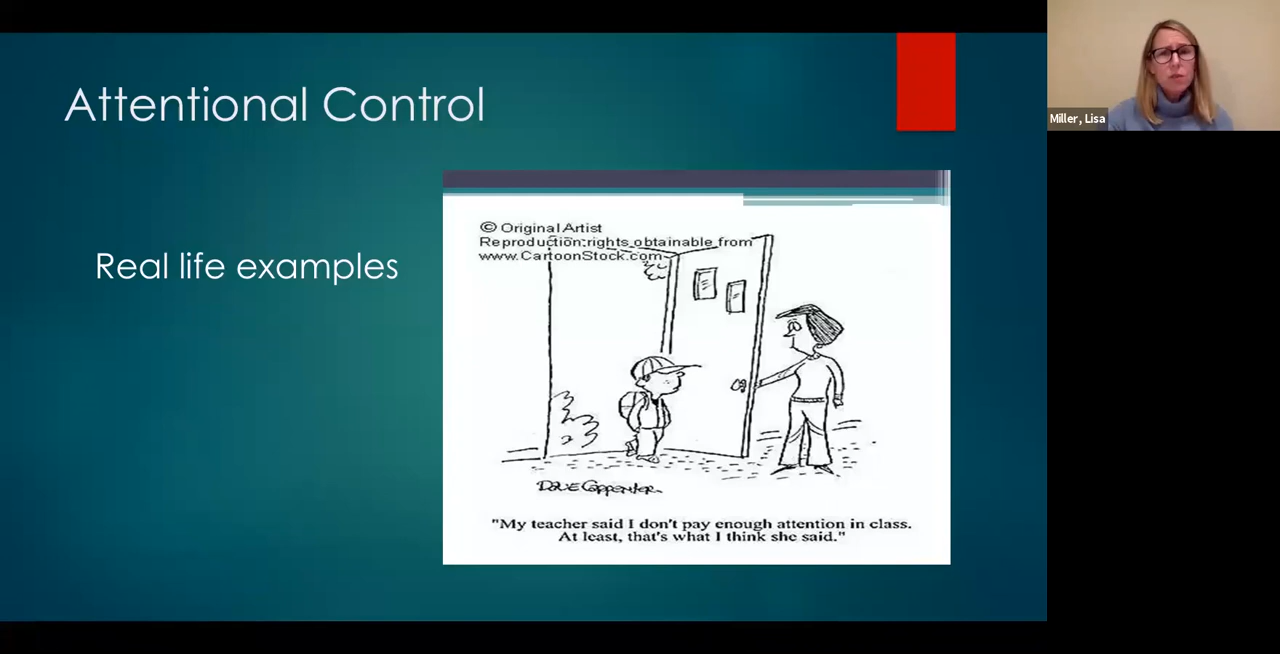 Attentional Control
Miller, Lisa
Real life examples
© Original Artist
Reproduction rights obtainable from
www.CartoonStock.com
Dave Carpenter
"My teacher said I don't pay enough attention in class.
At least, that's what I think she said."